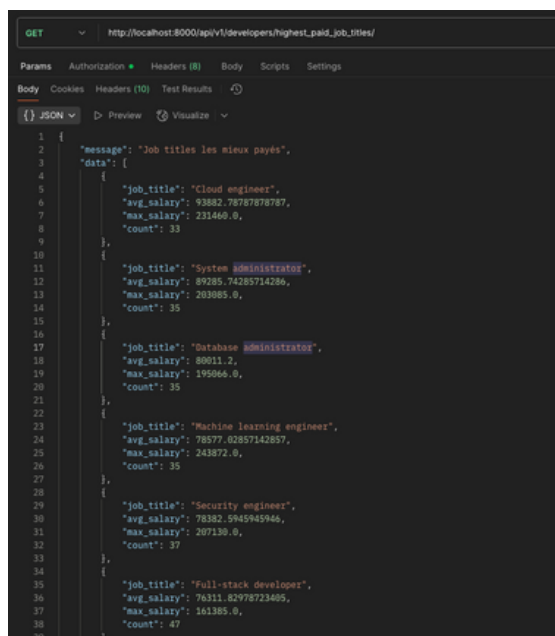 GET http://localhost:8000/api/v1/developers/highest_paid_job_titles/
Params Authorization Headers (8) Body Scripts Settings
Body Cookies Headers (10) Test Results
{} JSON Preview Visualize
1 {
2 "message": "Job titles les mieux payés",
3 "data": [
4 {
5 "job_title": "Cloud engineer",
6 "avg_salary": 93882.78787878787,
7 "max_salary": 231460.0,
8 "count": 33
9 },
10 {
11 "job_title": "System administrator",
12 "avg_salary": 89285.74285714286,
13 "max_salary": 203085.0,
14 "count": 35
15 },
16 {
17 "job_title": "Database administrator",
18 "avg_salary": 80011.2,
19 "max_salary": 195066.0,
20 "count": 35
21 },
22 {
23 "job_title": "Machine learning engineer",
24 "avg_salary": 78577.02857142857,
25 "max_salary": 243872.0,
26 "count": 35
27 },
28 {
29 "job_title": "Security engineer",
30 "avg_salary": 78382.5945945946,
31 "max_salary": 207130.0,
32 "count": 37
33 },
34 {
35 "job_title": "Full-stack developer",
36 "avg_salary": 76311.82978723405,
37 "max_salary": 161385.0,
38 "count": 47